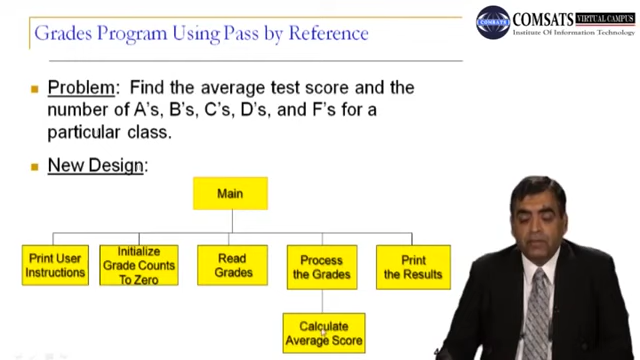 Grades Program Using Pass by Reference
COMSATS VIRTUAL CAMPUS
Institute Of Information Technology
Problem: Find the average test score and the
number of A's, B's, C's, D's, and F's for a
particular class.
New Design:
Main
Print User
Instructions
Initialize
Grade Counts
To Zero
Read
Grades
Process
the Grades
Print
the Results
Calculate
Average Score